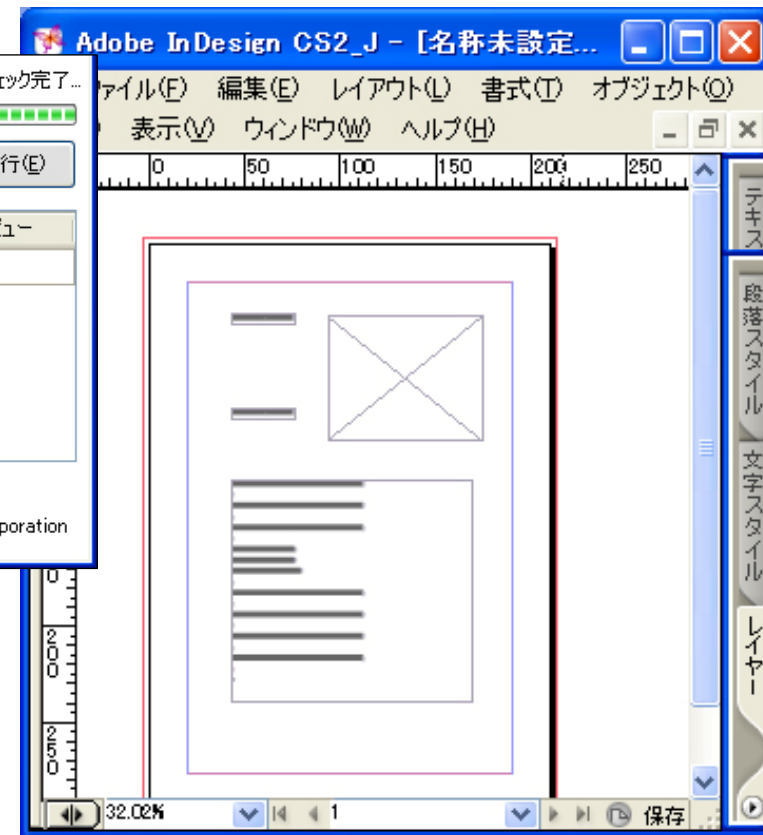 Adobe InDesign CS2_J - [名称未設定...
ック完了...
ファイル(F) 編集(E) レイアウト(L) 書式(T) オブジェクト(O)
表示(V) ウィンドウ(W) ヘルプ(H)
行(E)
0 50 100 150 200 250
ュー
テキス
段落スタイル
文字スタイル
レイヤー
poration
0
200
250
32.02% 1 保存